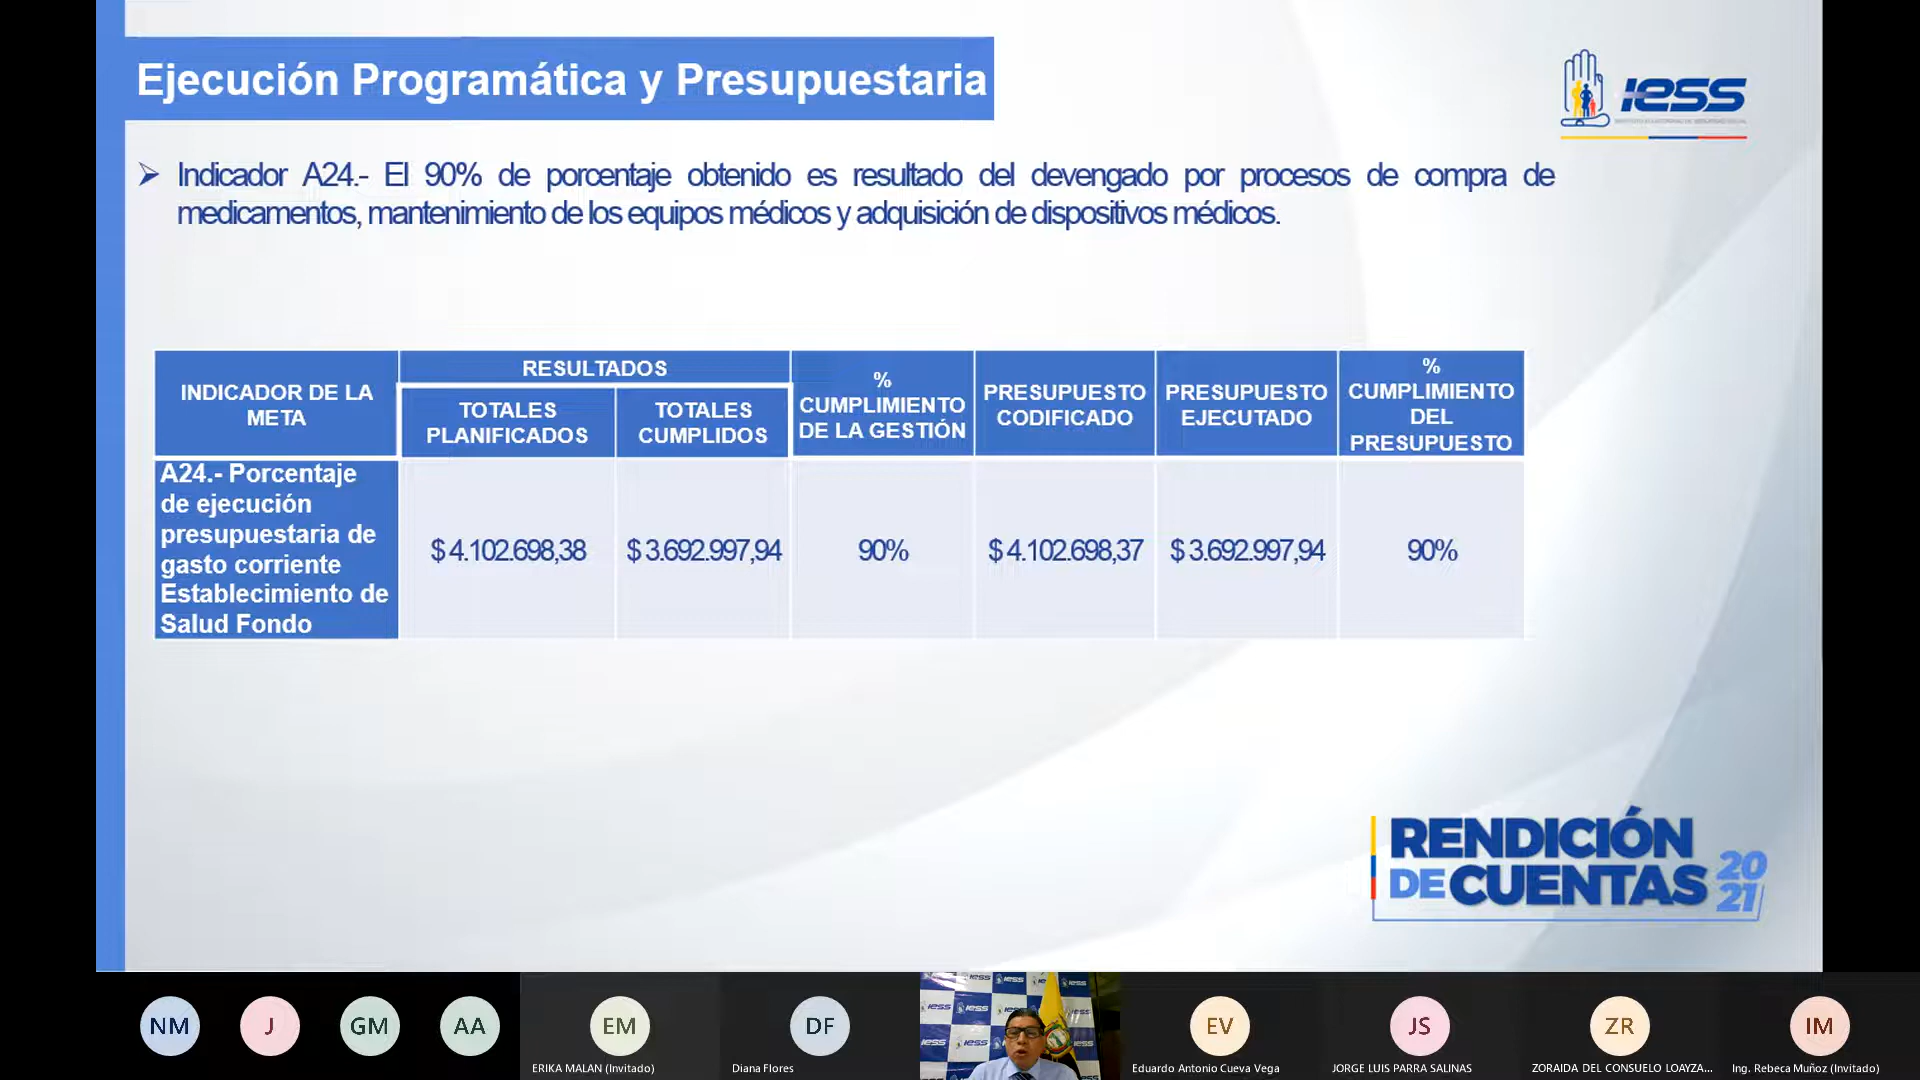 Ejecución Programática y Presupuestaria
IESS
➢ Indicador A24.- El 90% de porcentaje obtenido es resultado del devengado por procesos de compra de
medicamentos, mantenimiento de los equipos médicos y adquisición de dispositivos médicos.
INDICADOR DE LA
META
RESULTADOS
TOTALES
PLANIFICADOS
TOTALES
CUMPLIDOS
%
CUMPLIMIENTO
DE LA GESTIÓN
PRESUPUESTO
CODIFICADO
PRESUPUESTO
EJECUTADO
%
CUMPLIMIENTO
DEL
PRESUPUESTO
A24.- Porcentaje
de ejecución
presupuestaria de
gasto corriente
Establecimiento de
Salud Fondo
$ 4.102.698,38
$ 3.692.997,94
90%
$ 4.102.698,37
$ 3.692.997,94
90%
RENDICIÓN
DE CUENTAS
20
21
NM
J
GM
AA
EM
ERIKA MALAN (Invitado)
DF
Diana Flores
EV
Eduardo Antonio Cueva Vega
JS
JORGE LUIS PARRA SALINAS
ZR
ZORAIDA DEL CONSUELO LOAYZA...
IM
Ing. Rebeca Muñoz (Invitado)